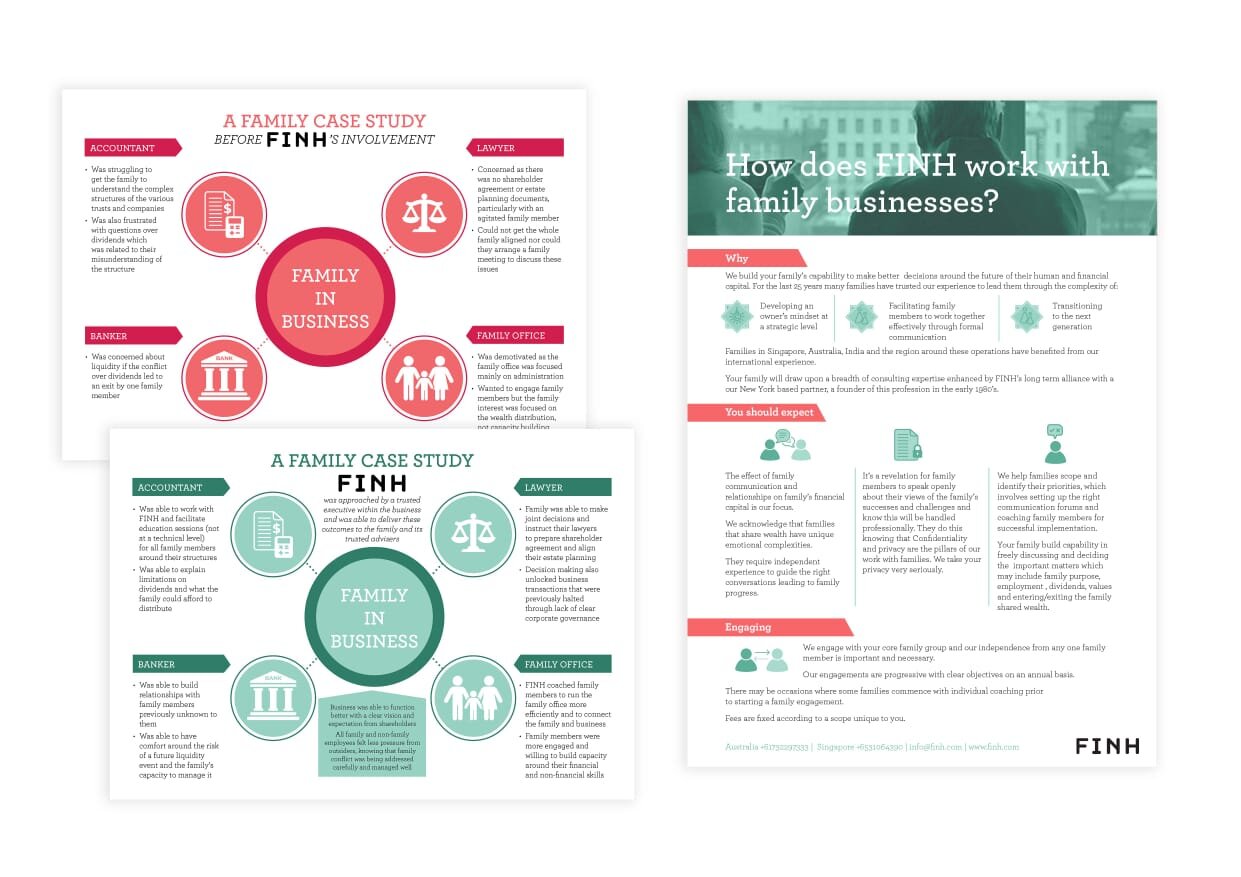 A FAMILY CASE STUDY
BEFORE FINH'S INVOLVEMENT
ACCOUNTANT
• Was struggling to
get the family to
understand the complex
structures of the various
trusts and companies
• Was also frustrated
with questions over
dividends which
was related to their
misunderstanding of
the structure
LAWYER
• Concerned as there
was no shareholder
agreement or estate
planning documents,
particularly with an
agitated family member
• Could not get the whole
family aligned nor could
they arrange a family
meeting to discuss these
issues
FAMILY
IN
BUSINESS
BANKER
• Was concerned about
liquidity if the conflict
over dividends led to
an exit by one family
member
BANK
FAMILY OFFICE
• Was demotivated as the
family office was focused
mainly on administration
• Wanted to engage family
members but the family
interest was focused on
the wealth distribution,
not capacity building
A FAMILY CASE STUDY
FINH
was approached by a trusted
executive within the business
and was able to deliver these
outcomes to the family and its
trusted advisers
ACCOUNTANT
• Was able to work with
FINH and facilitate
education sessions (not
at a technical level)
for all family members
around their structures
• Was able to explain
limitations on
dividends and what the
family could afford to
distribute
LAWYER
• Family was able to make
joint decisions and
instruct their lawyers
to prepare shareholder
agreement and align
their estate planning
• Decision making also
unlocked business
transactions that were
previously halted
through lack of clear
corporate governance
FAMILY
IN
BUSINESS
BANKER
• Was able to build
relationships with
family members
previously unknown to
them
• Was able to have
comfort around the risk
of a future liquidity
event and the family's
capacity to manage it
BANK
Business was able to function
better with a clear vision and
expectation from shareholders
All family and non-family
employees felt less pressure from
outsiders, knowing that family
conflict was being addressed
carefully and managed well
FAMILY OFFICE
• FINH coached family
members to run the
family office more
efficiently and to connect
the family and business
• Family members were
more engaged and
willing to build capacity
around their financial
and non-financial skills
How does FINH work with
family businesses?
Why
We build your family's capability to make better decisions around the future of their human and financial
capital. For the last 25 years many families have trusted our experience to lead them through the complexity of:
Developing an
owner's mindset at
a strategic level
Facilitating family
members to work together
effectively through formal
communication
Transitioning
to the next
generation
Families in Singapore, Australia, India and the region around these operations have benefited from our
international experience.
Your family will draw upon a breadth of consulting expertise enhanced by FINH's long term alliance with a
our New York based partner, a founder of this profession in the early 1980's.
You should expect
The effect of family
communication and
relationships on family's financial
capital is our focus.
We acknowledge that families
that share wealth have unique
emotional complexities.
They require independent
experience to guide the right
conversations leading to family
progress.
It's a revelation for family
members to speak openly
about their views of the family's
successes and challenges and
know this will be handled
professionally. They do this
knowing that Confidentiality
and privacy are the pillars of our
work with families. We take your
privacy very seriously.
We help families scope and
identify their priorities, which
involves setting up the right
communication forums and
coaching family members for
successful implementation.
Your family build capability in
freely discussing and deciding
the important matters which
may include family purpose,
employment , dividends, values
and entering/exiting the family
shared wealth.
Engaging
We engage with your core family group and our independence from any one family
member is important and necessary.
Our engagements are progressive with clear objectives on an annual basis.
There may be occasions where some families commence with individual coaching prior
to starting a family engagement.
Fees are fixed according to a scope unique to you.
Australia +61732297333 | Singapore +6531064390 | info@finh.com | www.finh.com
FINH